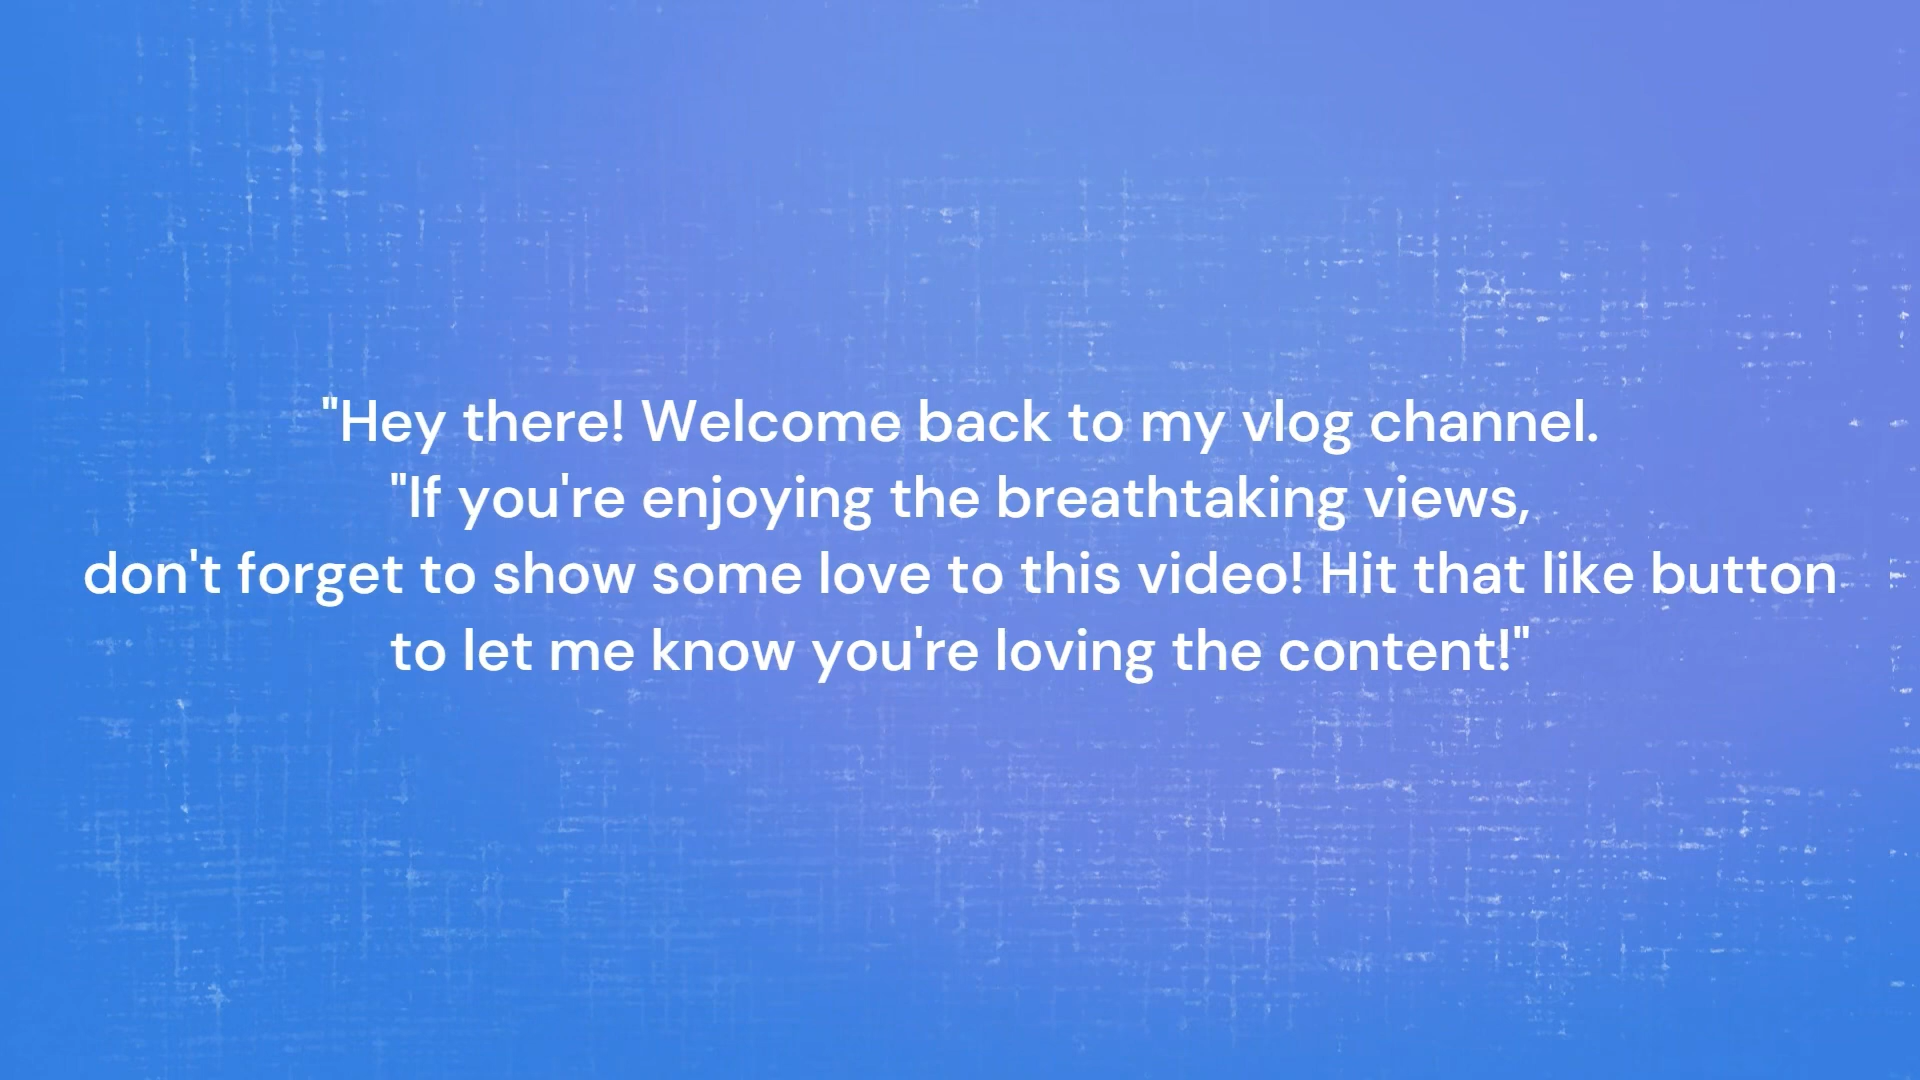 "Hey there! Welcome back to my vlog channel.
"If you're enjoying the breathtaking views,
don't forget to show some love to this video! Hit that like button
to let me know you're loving the content!"